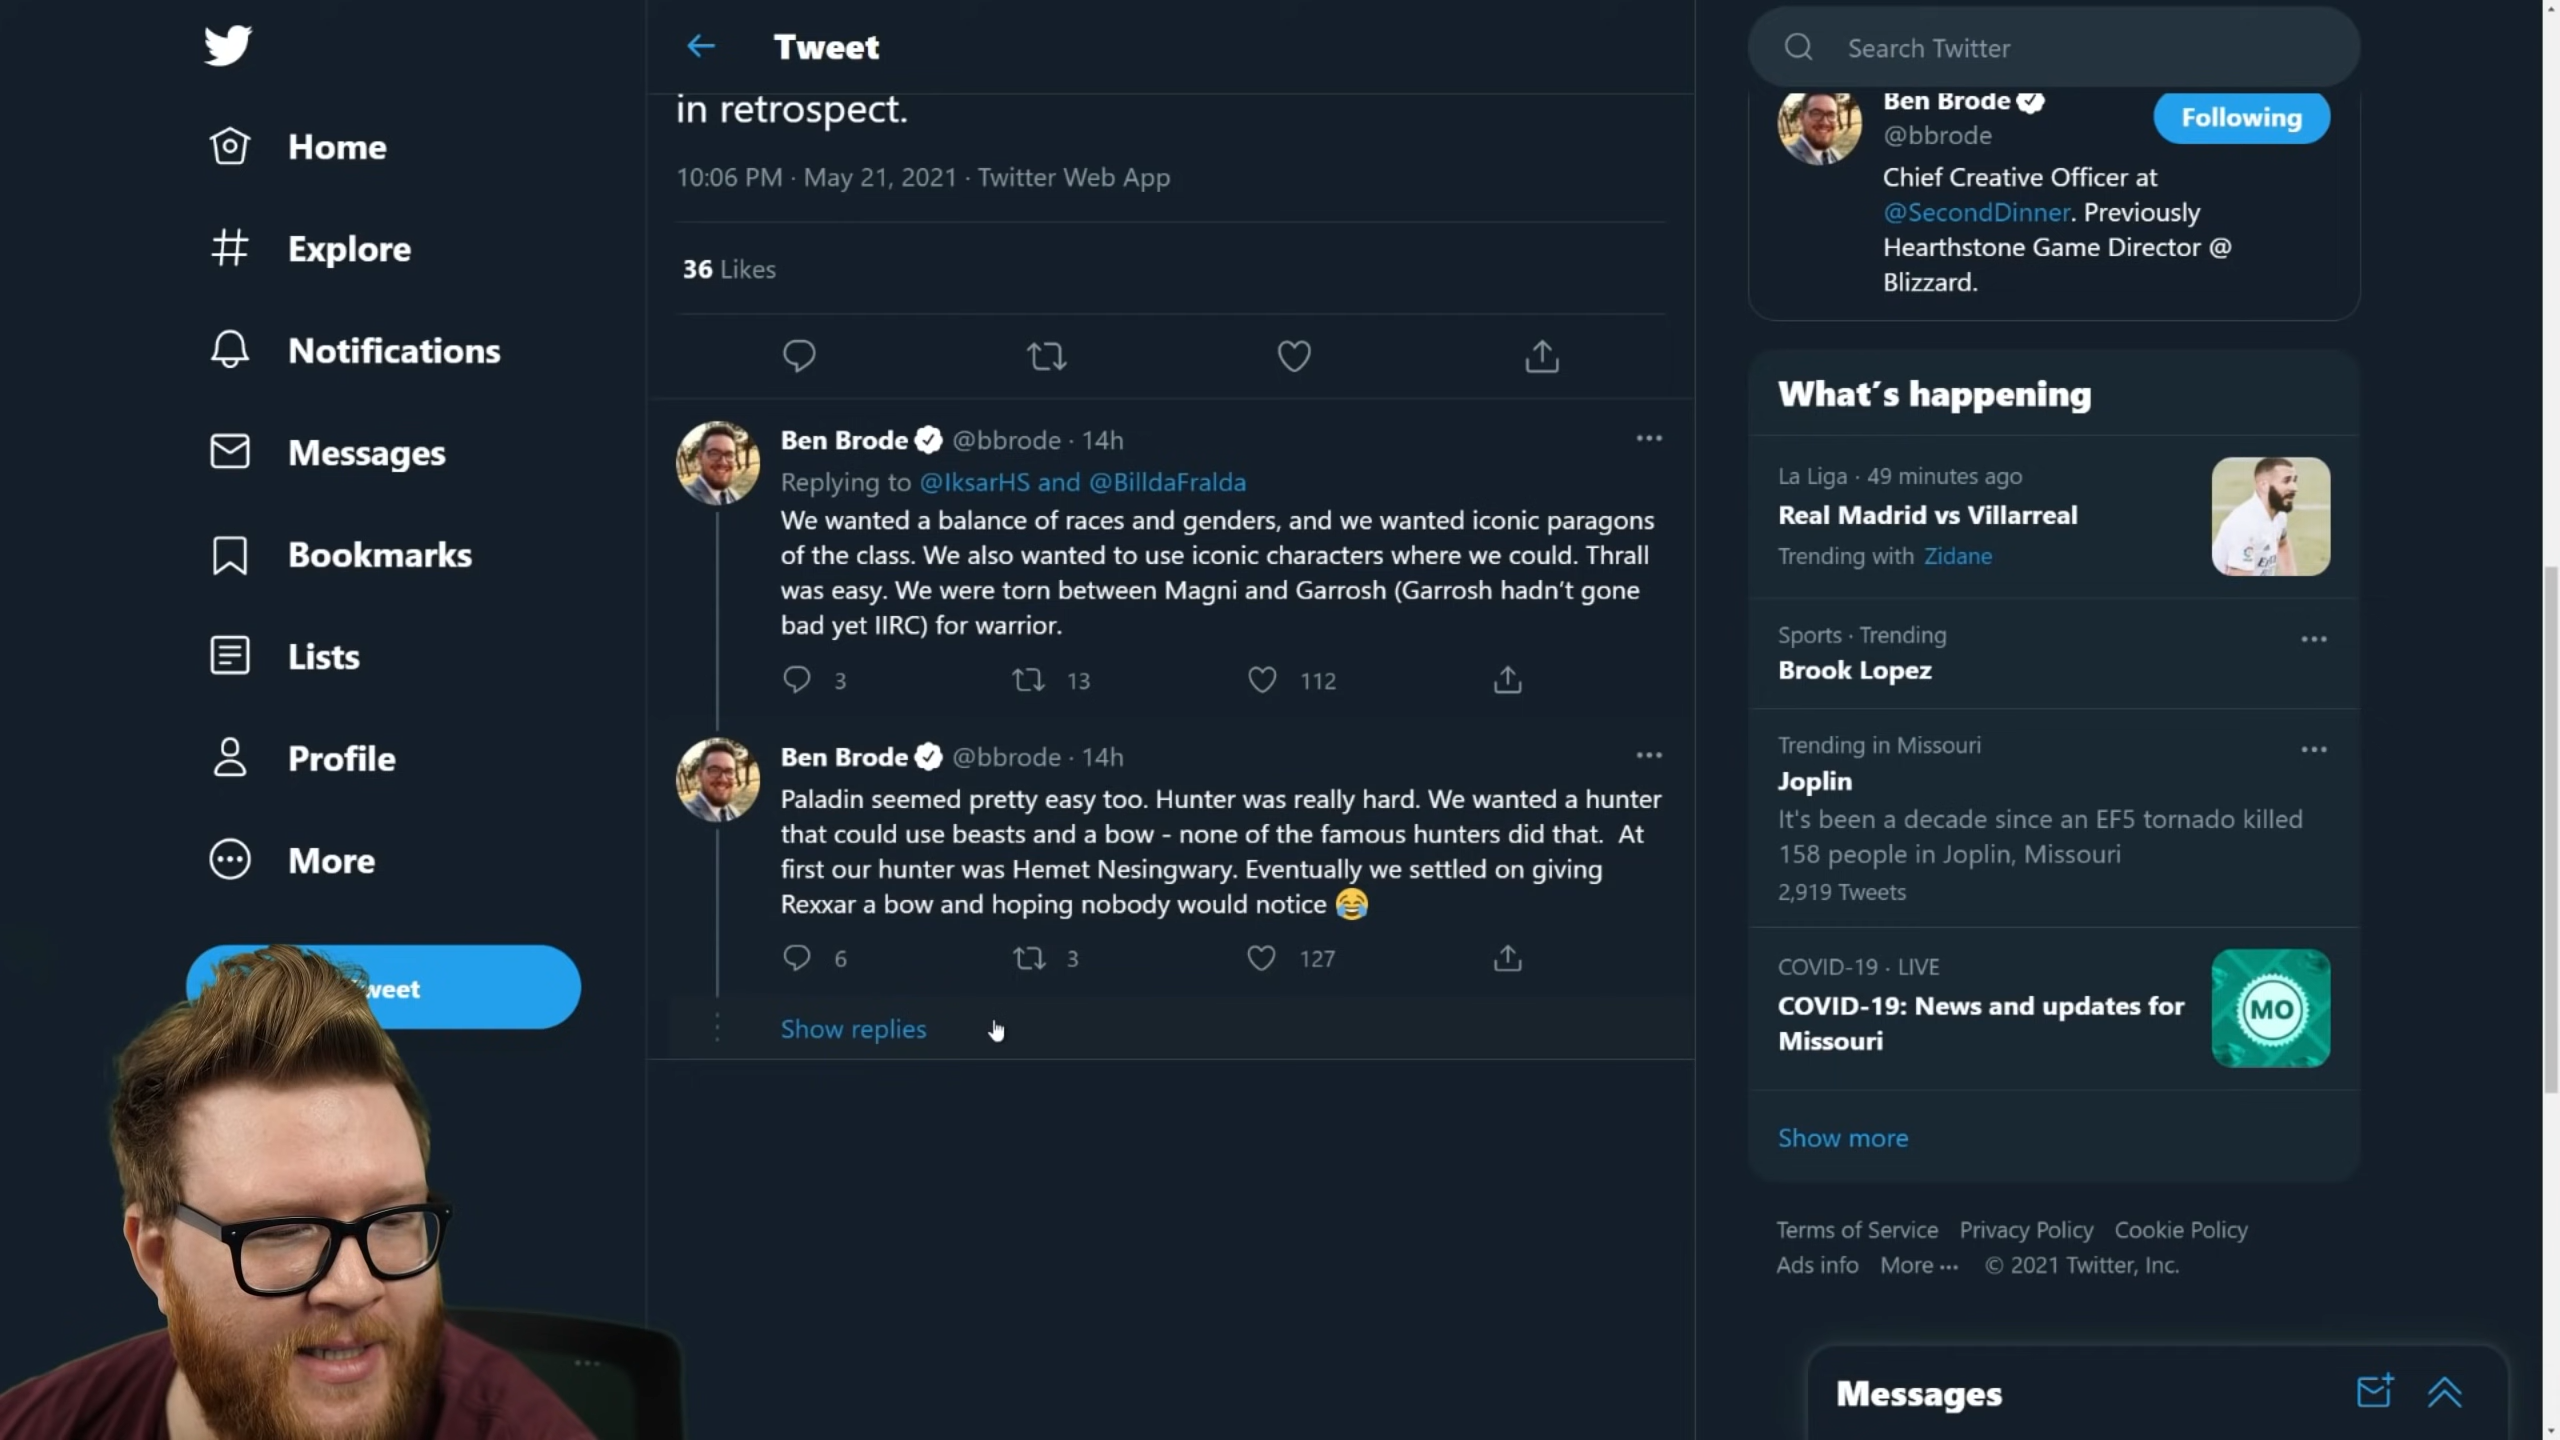 Home
Explore
Notifications
Messages
Bookmarks
Lists
Profile
More
weet
Tweet
in retrospect.
10:06 PM · May 21, 2021 · Twitter Web App
36 Likes
Ben Brode @bbrode · 14h
Replying to @IksarHS and @BilldaFralda
We wanted a balance of races and genders, and we wanted iconic paragons
of the class. We also wanted to use iconic characters where we could. Thrall
was easy. We were torn between Magni and Garrosh (Garrosh hadn't gone
bad yet IIRC) for warrior.
3 13 112
Ben Brode @bbrode · 14h
Paladin seemed pretty easy too. Hunter was really hard. We wanted a hunter
that could use beasts and a bow - none of the famous hunters did that. At
first our hunter was Hemet Nesingwary. Eventually we settled on giving
Rexxar a bow and hoping nobody would notice 😂
6 3 127
Show replies
Search Twitter
Ben Brode
Following
@bbrode
Chief Creative Officer at
@SecondDinner. Previously
Hearthstone Game Director @
Blizzard.
What's happening
La Liga · 49 minutes ago
Real Madrid vs Villarreal
Trending with Zidane
Sports · Trending
Brook Lopez
Trending in Missouri
Joplin
It's been a decade since an EF5 tornado killed
158 people in Joplin, Missouri
2,919 Tweets
COVID-19 · LIVE
COVID-19: News and updates for
Missouri
MO
Show more
Terms of Service Privacy Policy Cookie Policy
Ads info More ··· © 2021 Twitter, Inc.
Messages